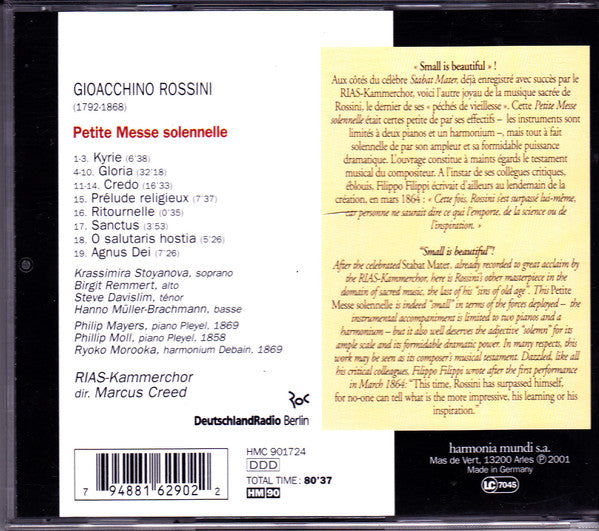 GIOACCHINO ROSSINI
(1792-1868)
Petite Messe solennelle
1-3. Kyrie (6'38)
4-10. Gloria (32'18)
11-14. Credo (16'33)
15. Prélude religieux (7'37)
16. Ritournelle (0'35)
17. Sanctus (3'53)
18. O salutaris hostia (5'26)
19. Agnus Dei (7'26)
Krassimira Stoyanova, soprano
Birgit Remmert, alto
Steve Davislim, ténor
Hanno Müller-Brachmann, basse
Philip Mayers, piano Pleyel. 1869
Phillip Moll, piano Pleyel. 1858
Ryoko Morooka, harmonium Debain. 1869
RIAS-Kammerchor
dir. Marcus Creed
ROC
DeutschlandRadio Berlin
7 94881 62902 2
HMC 901724
DDD
TOTAL TIME : 80'37
HM 90
« Small is beautiful » !
Aux côtés du célèbre Stabat Mater, déjà enregistré avec succès par le
RIAS-Kammerchor, voici l'autre joyau de la musique sacrée de
Rossini, le dernier de ses « péchés de vieillesse ». Cette Petite Messe
solennelle était certes petite de par ses effectifs – les instruments sont
limités à deux pianos et un harmonium –, mais tout à fait
solennelle de par son ampleur et sa formidable puissance
dramatique. L'ouvrage constitue à maints égards le testament
musical du compositeur. A l'instar de ses collègues critiques,
éblouis, Filippo Filippi écrivait d'ailleurs au lendemain de la
création, en mars 1864 : « Cette fois, Rossini s'est surpassé lui-même,
car personne ne saurait dire ce qui l'emporte, de la science ou de
l'inspiration. »
"Small is beautiful"!
After the celebrated Stabat Mater, already recorded to great acclaim by
the RIAS-Kammerchor, here is Rossini's other masterpiece in the
domain of sacred music, the last of his "sins of old age". This Petite
Messe solennelle is indeed "small" in terms of the forces deployed – the
instrumental accompaniment is limited to two pianos and a
harmonium – but it also well deserves the adjective "solemn" for its
ample scale and its formidable dramatic power. In many respects, this
work may be seen as its composer's musical testament. Dazzled, like all
his critical colleagues, Filippo Filippi wrote after the first performance
in March 1864: "This time, Rossini has surpassed himself,
for no-one can tell what is the more impressive, his learning or his
inspiration."
harmonia mundi s.a.
Mas de Vert, 13200 Arles Ⓟ 2001
Made in Germany
LC 7045